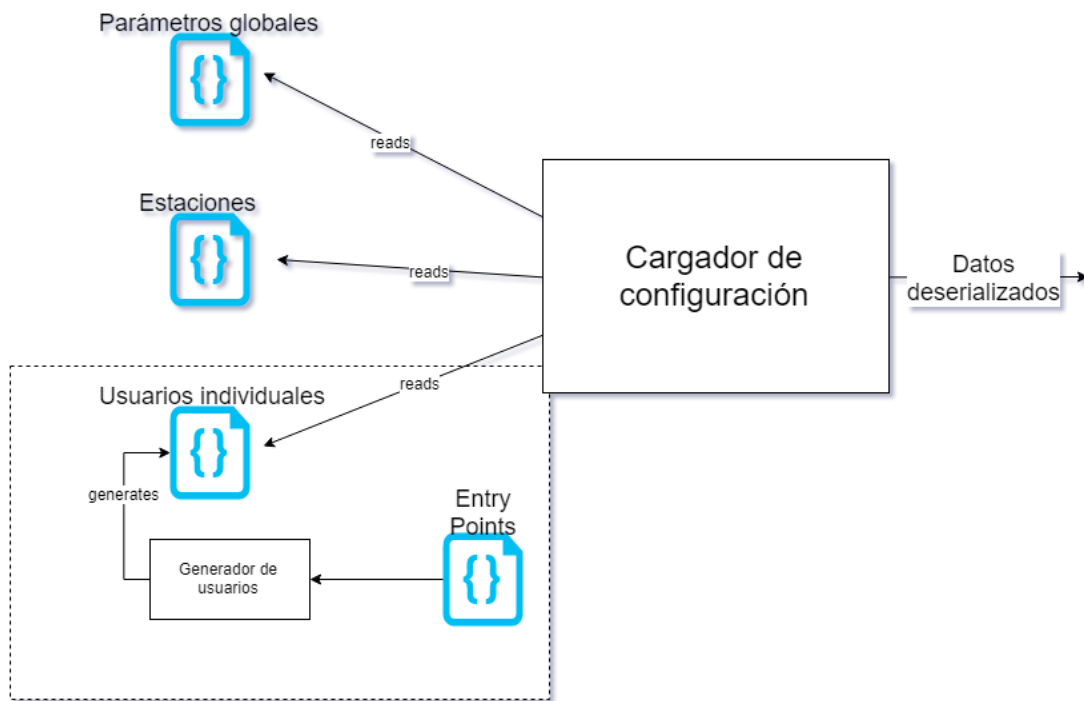 Parámetros globales
{}
reads
Estaciones
{}
reads
Cargador de
configuración
Datos
deserializados
reads
Usuarios individuales
{}
generates
Entry
Points
{}
Generador de
usuarios